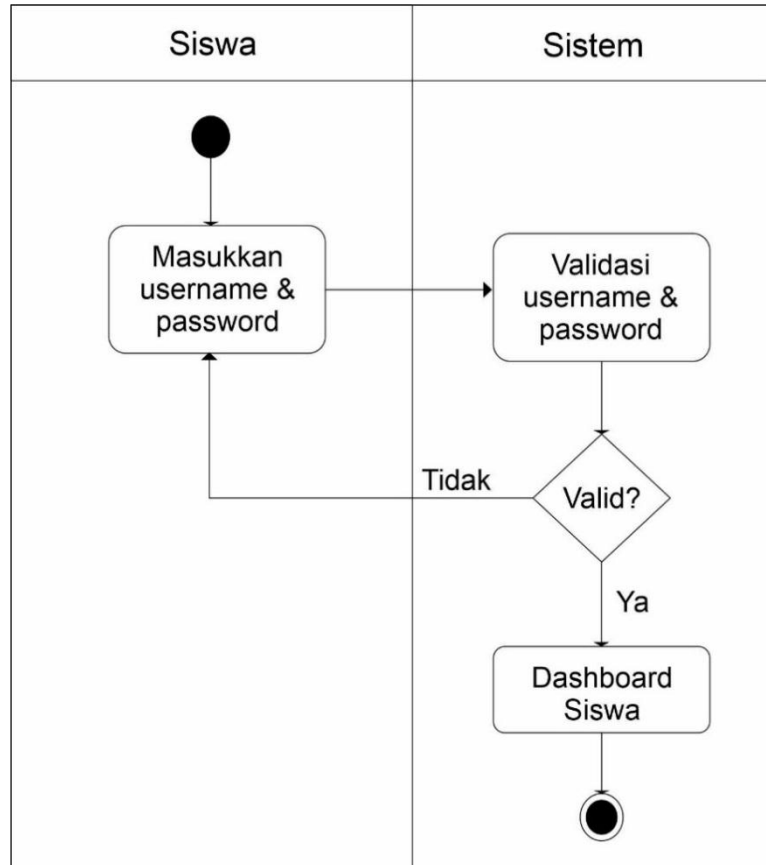 Siswa
Sistem
Masukkan
username &
password
Validasi
username &
password
Tidak
Valid?
Ya
Dashboard
Siswa